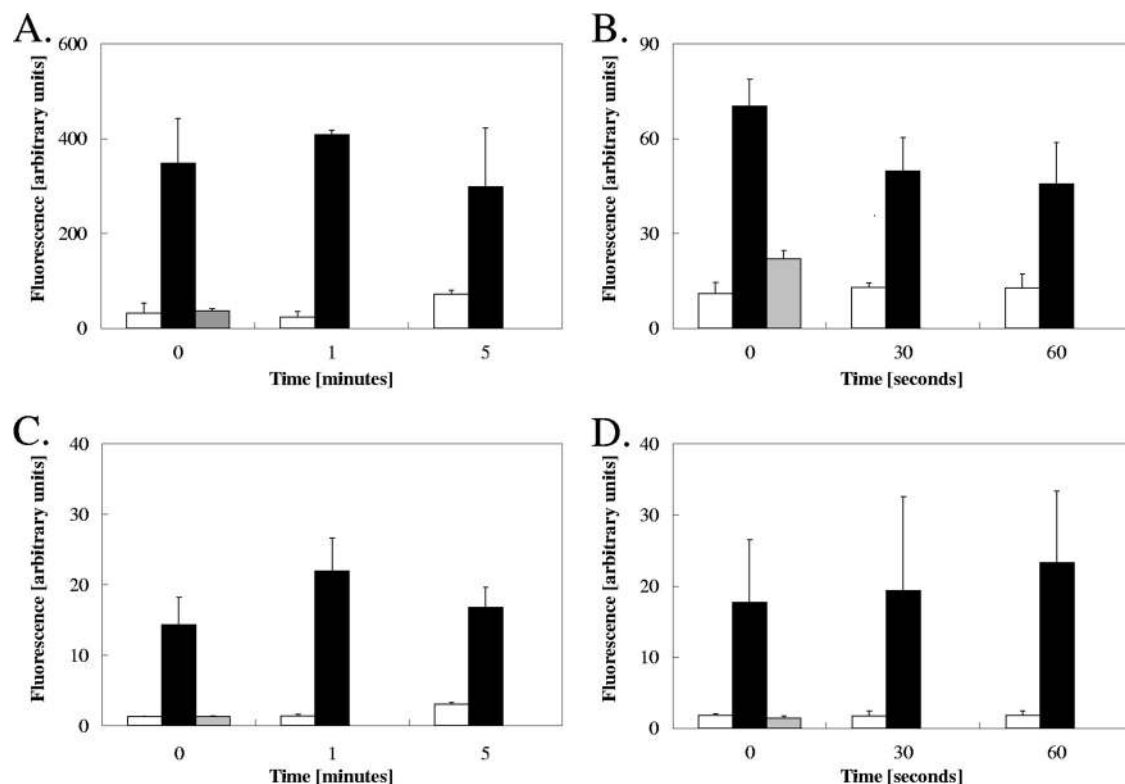 A.
600
400
200
0
Fluorescence [arbitrary units]
0 1 5
Time [minutes]
B.
90
60
30
0
Fluorescence [arbitrary units]
0 30 60
Time [seconds]
C.
40
30
20
10
0
Fluorescence [arbitrary units]
0 1 5
Time [minutes]
D.
40
30
20
10
0
Fluorescence [arbitrary units]
0 30 60
Time [seconds]